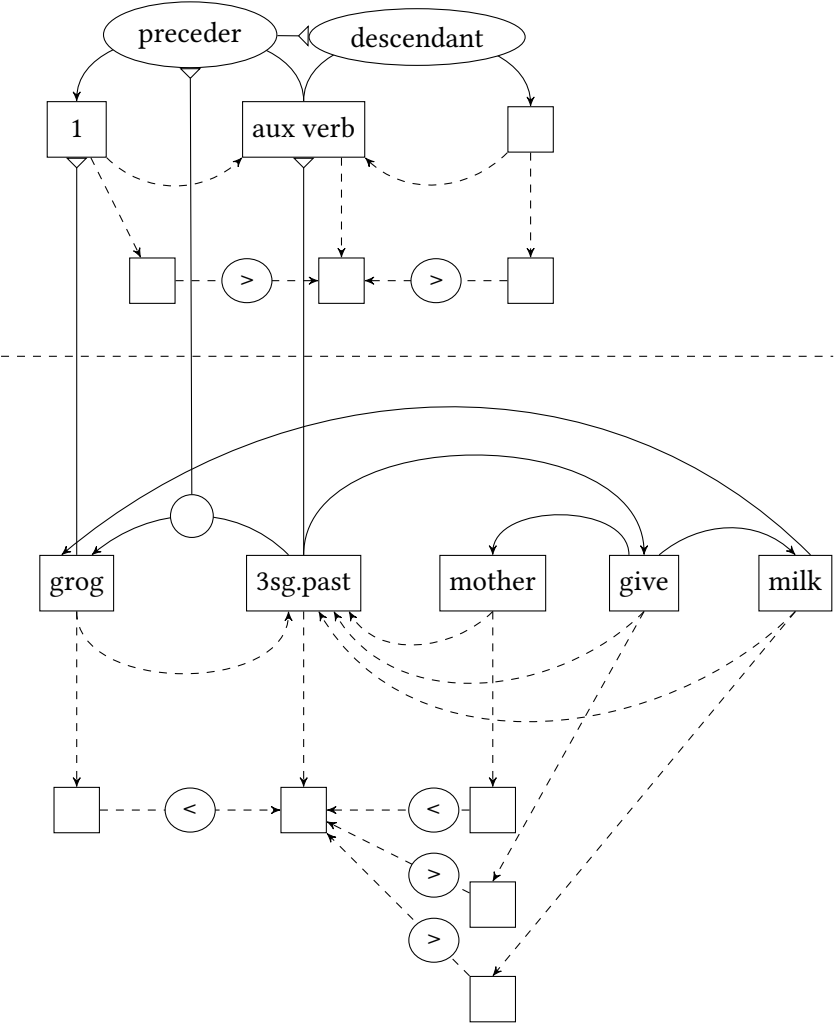 preceder descendant
1 aux verb
> >
grog 3sg.past mother give milk
< <
>
>